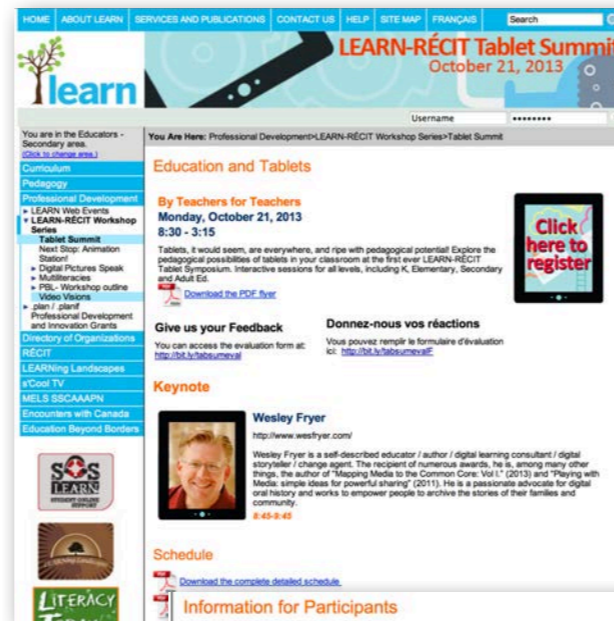 HOME ABOUT LEARN SERVICES AND PUBLICATIONS CONTACT US HELP SITE MAP FRANÇAIS Search
learn
LEARN-RÉCIT Tablet Summit
October 21, 2013
Username ••••••••
You are in the Educators -
Secondary area.
(Click to change area.)
Curriculum
Pedagogy
Professional Development
LEARN Web Events
LEARN-RÉCIT Workshop
Series
Tablet Summit
Next Stop: Animation
Station!
Digital Pictures Speak
Multiliteracies
PBL- Workshop outline
Video Visions
.plan / .planif
Professional Development
and Innovation Grants
Directory of Organizations
RÉCIT
LEARNing Landscapes
s'Cool TV
MELS SSCAAAPN
Encounters with Canada
Education Beyond Borders
SOS
LEARN
STUDENT ONLINE
SUPPORT
LITERACY
You Are Here: Professional Development>LEARN-RÉCIT Workshop Series>Tablet Summit
Education and Tablets
By Teachers for Teachers
Monday, October 21, 2013
8:30 - 3:15
Tablets, it would seem, are everywhere, and ripe with pedagogical potential! Explore the
pedagogical possibilities of tablets in your classroom at the first ever LEARN-RÉCIT
Tablet Symposium. Interactive sessions for all levels, including K, Elementary, Secondary
and Adult Ed.
Download the PDF flyer
Click
here to
register
Give us your Feedback
You can access the evaluation form at:
http://bit.ly/tabsumeval
Donnez-nous vos réactions
Vous pouvez remplir le formulaire d'évaluation
ici: http://bit.ly/tabsumevalF
Keynote
Wesley Fryer
http://www.wesfryer.com/
Wesley Fryer is a self-described educator / author / digital learning consultant / digital
storyteller / change agent. The recipient of numerous awards, he is, among many other
things, the author of "Mapping Media to the Common Core: Vol I." (2013) and "Playing with
Media: simple ideas for powerful sharing" (2011). He is a passionate advocate for digital
oral history and works to empower people to archive the stories of their families and
community.
8:45-9:45
Schedule
Download the complete detailed schedule
Information for Participants